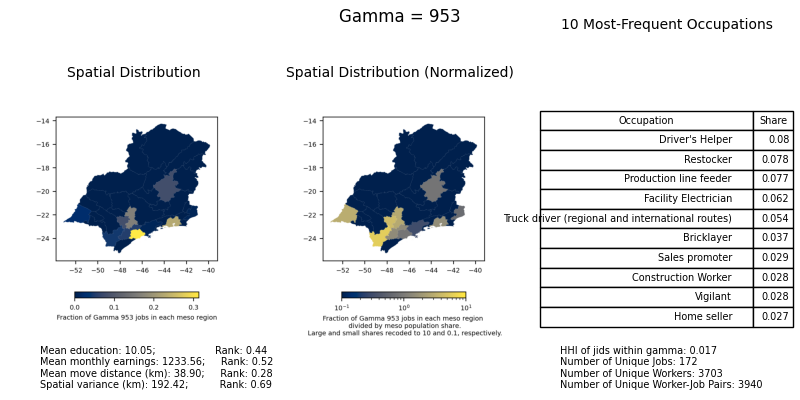 Gamma = 953
10 Most-Frequent Occupations
Spatial Distribution
Spatial Distribution (Normalized)
−14
−16
−18
−20
−22
−24
−52 −50 −48 −46 −44 −42 −40
0.0 0.1 0.2 0.3
Fraction of Gamma 953 jobs in each meso region
−14
−16
−18
−20
−22
−24
−52 −50 −48 −46 −44 −42 −40
10⁻¹ 10⁰ 10¹
Fraction of Gamma 953 jobs in each meso region
divided by meso population share.
Large and small shares recoded to 10 and 0.1, respectively.
Occupation Share
Driver's Helper 0.08
Restocker 0.078
Production line feeder 0.077
Facility Electrician 0.062
Truck driver (regional and international routes) 0.054
Bricklayer 0.037
Sales promoter 0.029
Construction Worker 0.028
Vigilant 0.028
Home seller 0.027
Mean education: 10.05; Rank: 0.44
Mean monthly earnings: 1233.56; Rank: 0.52
Mean move distance (km): 38.90; Rank: 0.28
Spatial variance (km): 192.42; Rank: 0.69
HHI of jids within gamma: 0.017
Number of Unique Jobs: 172
Number of Unique Workers: 3703
Number of Unique Worker-Job Pairs: 3940